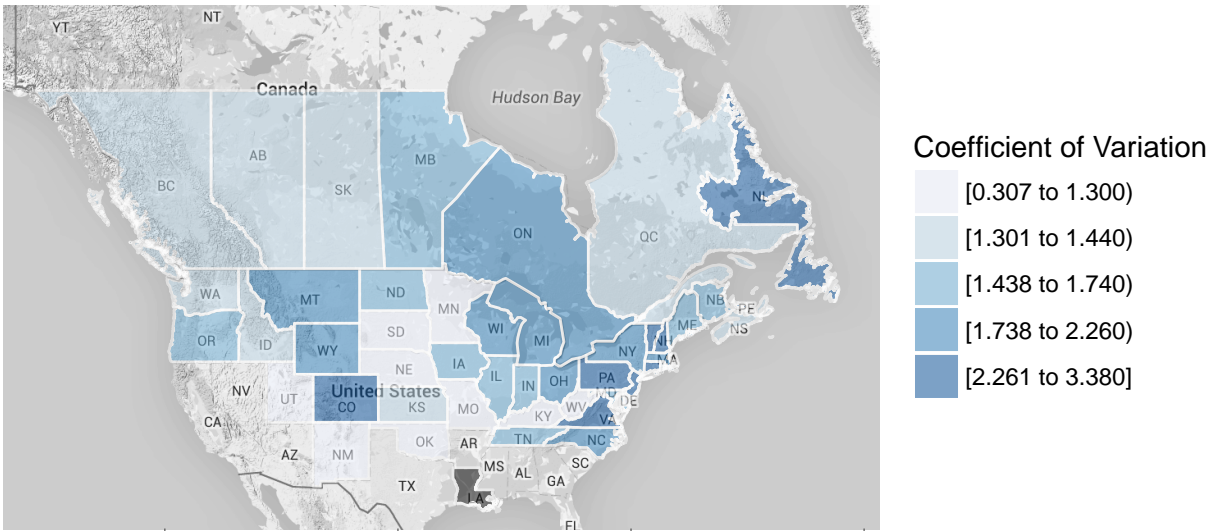 NT
YT
Canada
Hudson Bay
Coefficient of Variation
[0.307 to 1.300)
[1.301 to 1.440)
[1.438 to 1.740)
[1.738 to 2.260)
[2.261 to 3.380]
BC
AB
SK
MB
ON
QC
NL
WA
MT
ND
MN
NB
PE
NS
ME
OR
ID
WY
SD
WI
MI
NY
NH
MA
NV
UT
United States
CO
NE
KS
IA
MO
IL
IN
OH
PA
MD
DE
WV
VA
KY
CA
AZ
NM
OK
AR
TN
NC
SC
TX
LA
MS
AL
GA
FL